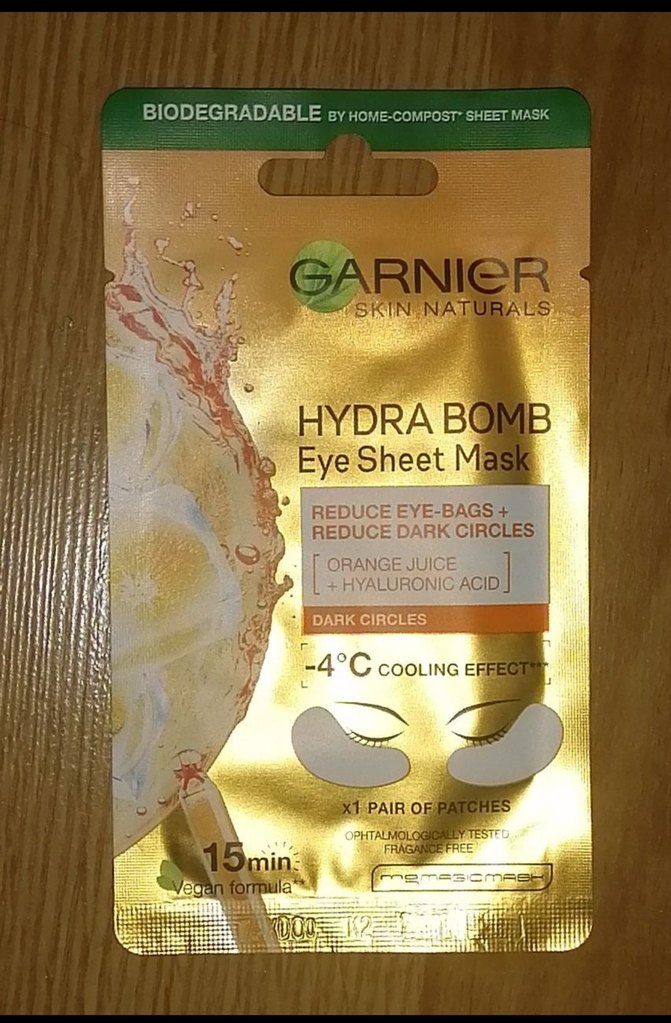 BIODEGRADABLE BY HOME-COMPOST* SHEET MASK
GARNIER
SKIN NATURALS
HYDRA BOMB
Eye Sheet Mask
REDUCE EYE-BAGS +
REDUCE DARK CIRCLES
[ ORANGE JUICE
+ HYALURONIC ACID ]
DARK CIRCLES
-4°C COOLING EFFECT***
x1 PAIR OF PATCHES
OPHTALMOLOGICALLY TESTED
FRAGANCE FREE
15min
Vegan formula**
MAGIC MASK